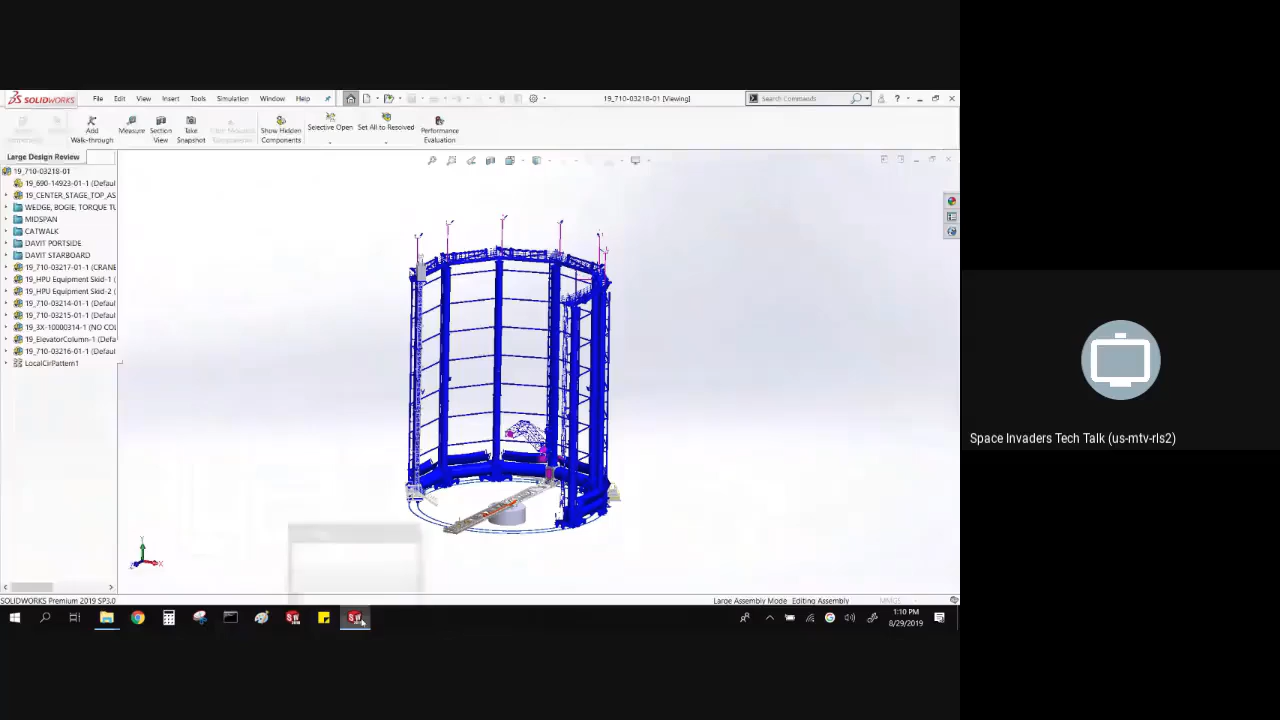 SOLIDWORKS File Edit View Insert Tools Simulation Window Help 19_710-03218-01 [Viewing] Search Commands
Add Walk-through
Measure
Section View
Take Snapshot
Show Hidden Components
Selective Open
Set All to Resolved
Performance Evaluation
Large Design Review
19_710-03218-01
19_690-14923-01-1 (Defaul
19_CENTER_STAGE_TOP_AS
WEDGE, BOGIE, TORQUE TU
MIDSPAN
CATWALK
DAVIT PORTSIDE
DAVIT STARBOARD
19_710-03217-01-1 (CRANE
19_HPU Equipment Skid-1 (
19_HPU Equipment Skid-2 (
19_710-03214-01-1 (Defaul
19_710-03215-01-1 (Defaul
19_3X-10000314-1 (NO COL
19_ElevatorColumn-1 (Defa
19_710-03216-01-1 (Defaul
LocalCirPattern1
Space Invaders Tech Talk (us-mtv-rls2)
SOLIDWORKS Premium 2019 SP3.0 Large Assembly Mode Editing Assembly MMGS
1:10 PM
8/29/2019